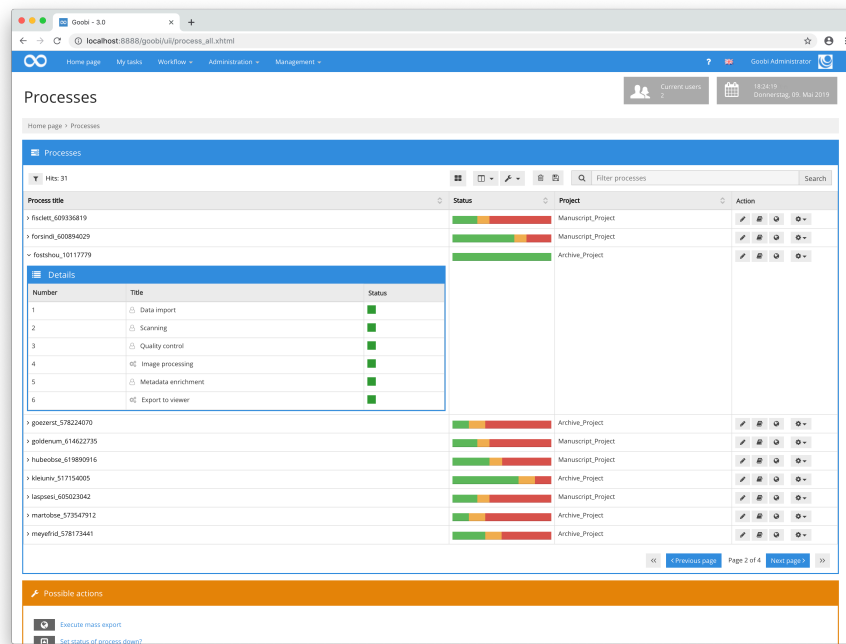 Goobi - 3.0
localhost:8888/goobi/uii/process_all.xhtml
Home page My tasks Workflow Administration Management ? Goobi Administrator
Processes
Current users
2
18:24:19
Donnerstag, 09. Mai 2019
Home page > Processes
Processes
Hits: 31 Filter processes Search
Process title Status Project Action
fisclett_609336819 Manuscript_Project
forsindi_600894029 Manuscript_Project
fostshou_10117779 Archive_Project
Details
Number Title Status
1 Data import
2 Scanning
3 Quality control
4 Image processing
5 Metadata enrichment
6 Export to viewer
goezerst_578224070 Archive_Project
goldenum_614622735 Manuscript_Project
hubeobse_619890916 Manuscript_Project
kleiuniv_517154005 Archive_Project
laspsesi_605023042 Manuscript_Project
martobse_573547912 Archive_Project
meyefrid_578173441 Archive_Project
Previous page Page 2 of 4 Next page
Possible actions
Execute mass export
Set status of process down?